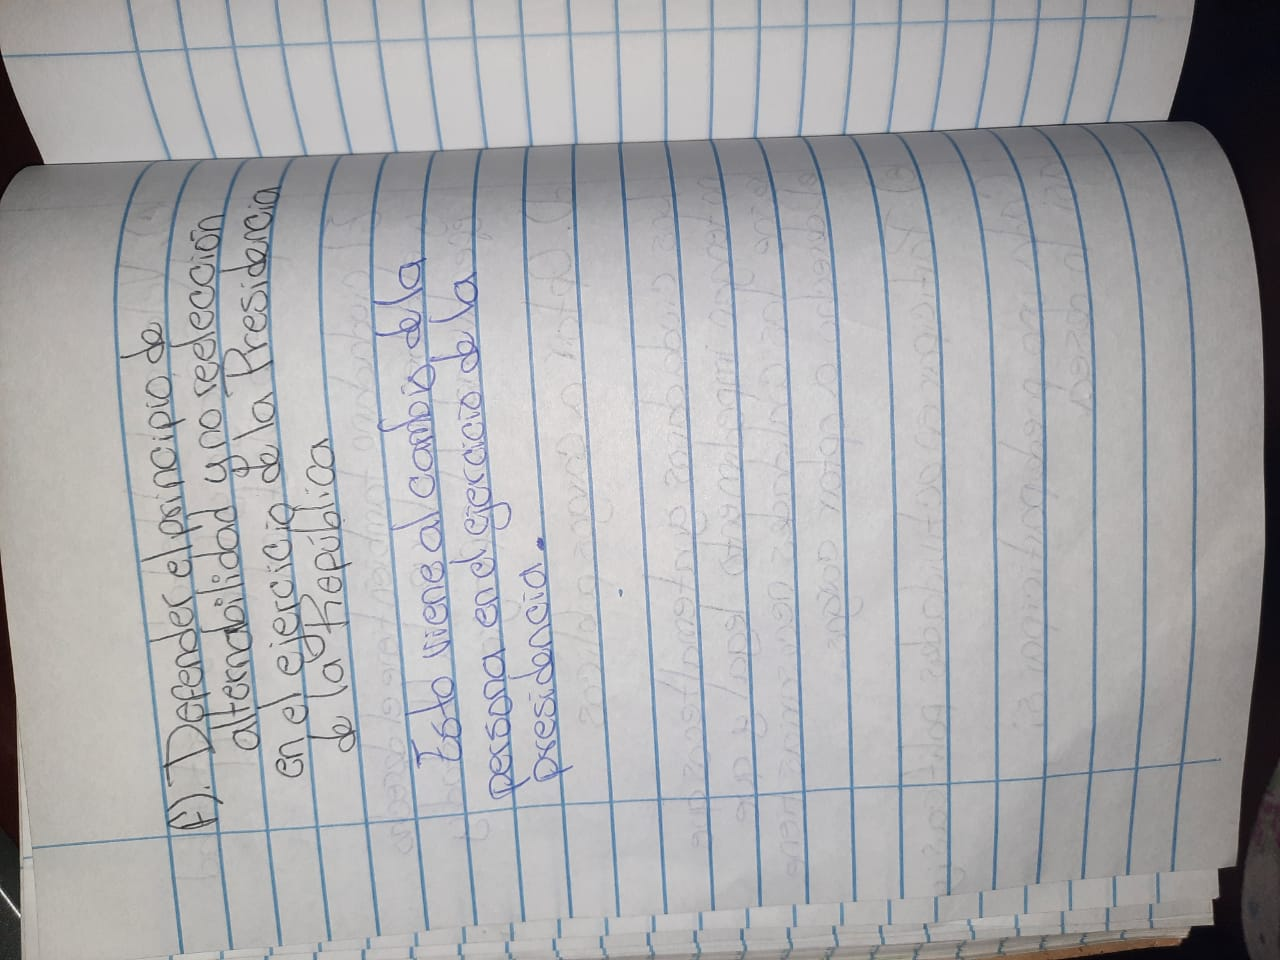 f). Defender el principio de
alternabilidad y no reelección
en el ejercicio de la Presidencia
de la República
Esto viene al cambio de la
persona en el ejercicio de la
presidencia.